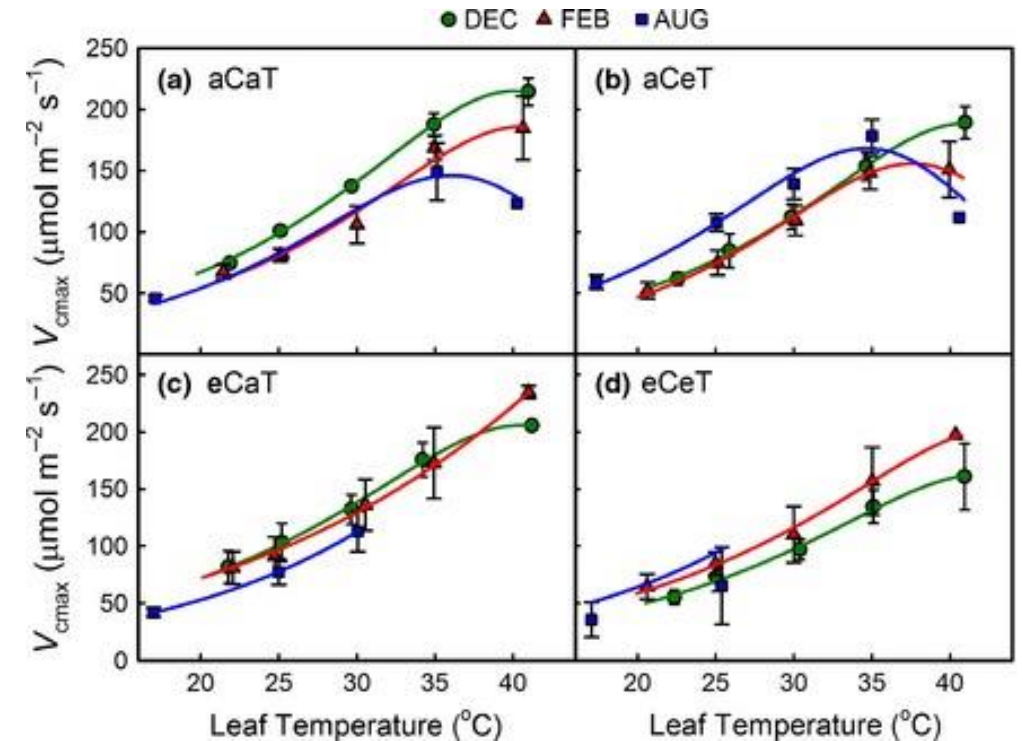 DEC FEB AUG
(a) aCaT
(b) aCeT
250
200
150
100
50
Vcmax (μmol m−2 s−1)
(c) eCaT
(d) eCeT
250
200
150
100
50
0
Vcmax (μmol m−2 s−1)
20 25 30 35 40
20 25 30 35 40
Leaf Temperature (oC)
Leaf Temperature (oC)